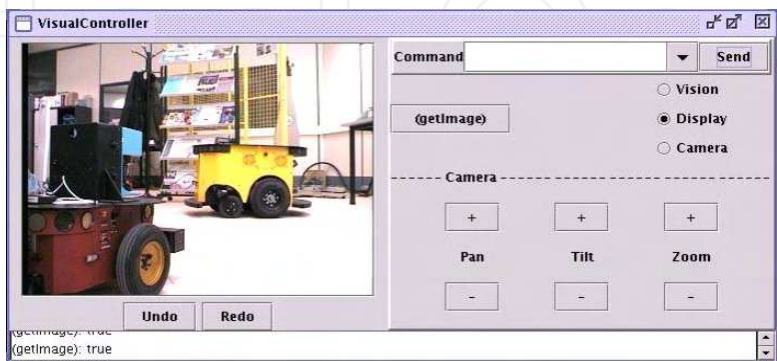 VisualController
Command
Send
Vision
(getImage)
Display
Camera
Camera
+ + +
Pan Tilt Zoom
- - -
Undo Redo
(getImage): true
(getImage): true